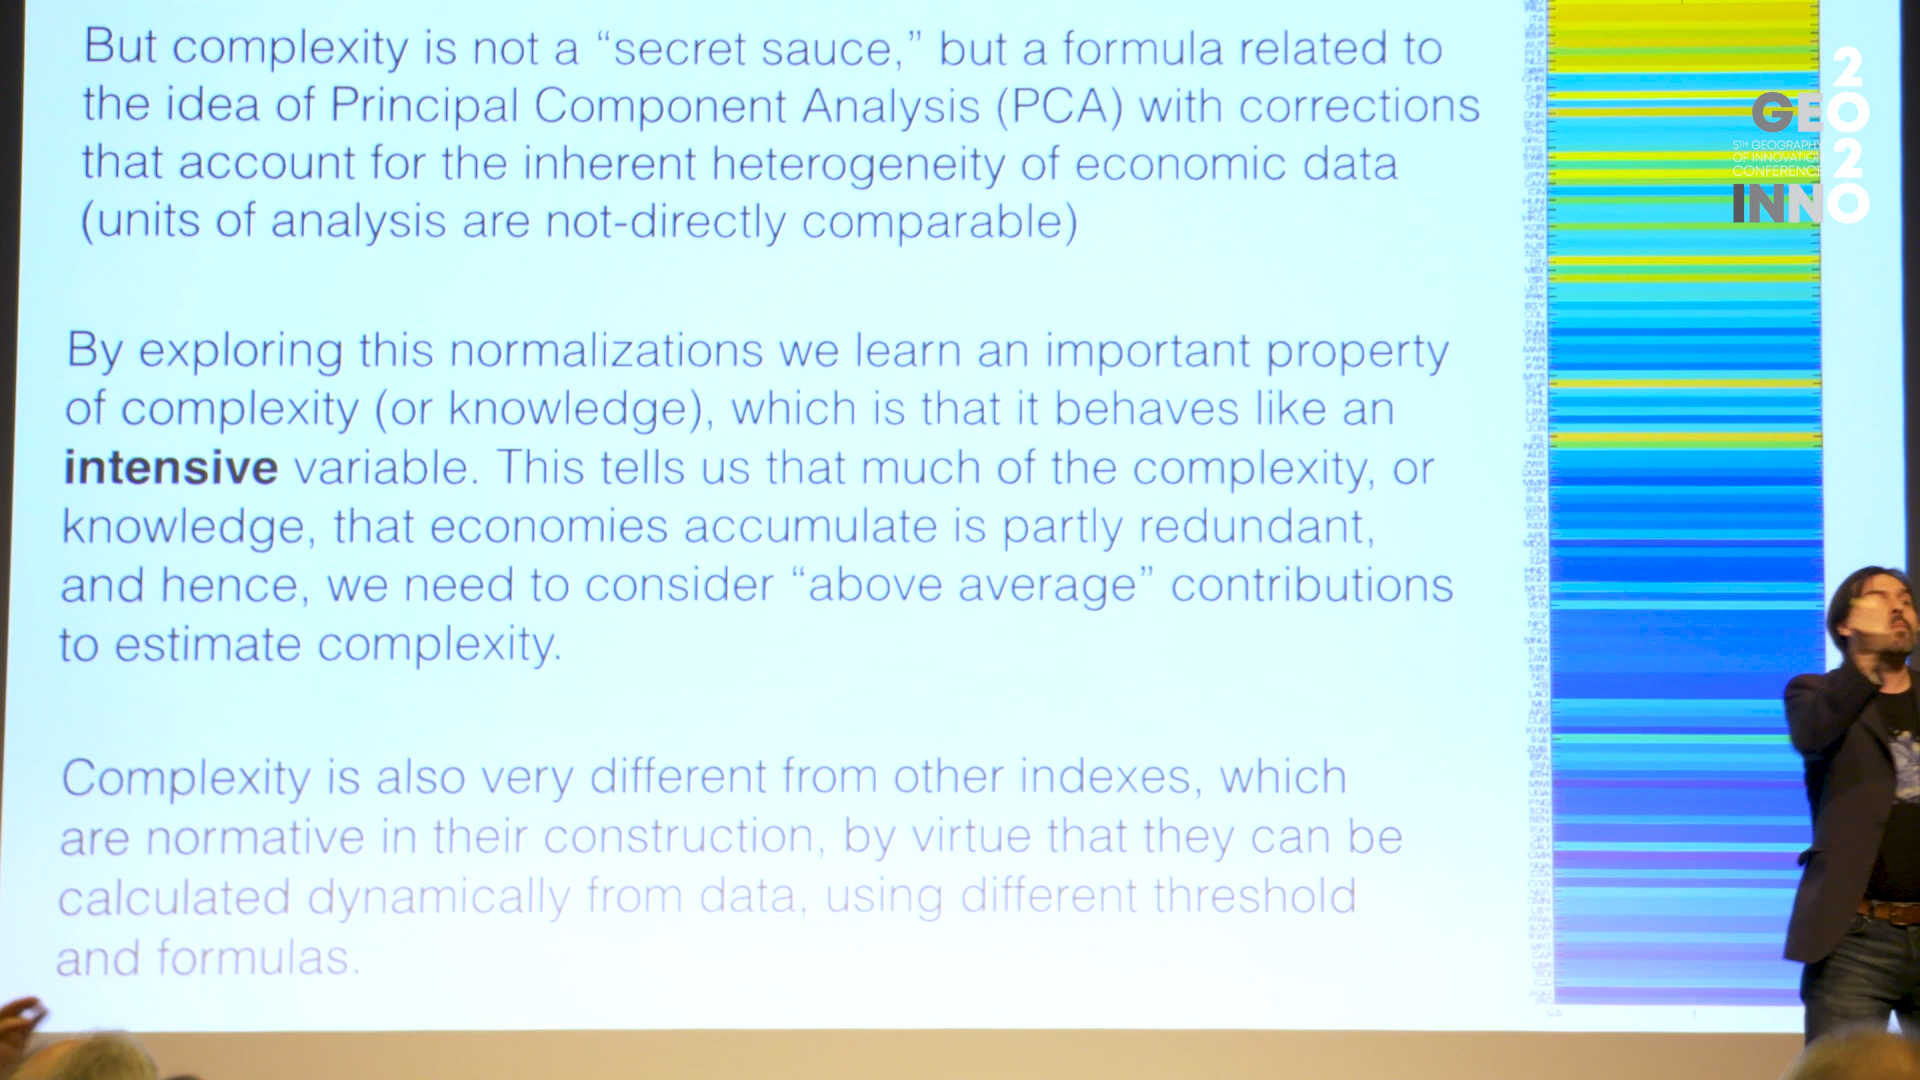 But complexity is not a “secret sauce,” but a formula related to
the idea of Principal Component Analysis (PCA) with corrections
that account for the inherent heterogeneity of economic data
(units of analysis are not-directly comparable)
By exploring this normalizations we learn an important property
of complexity (or knowledge), which is that it behaves like an
intensive variable. This tells us that much of the complexity, or
knowledge, that economies accumulate is partly redundant,
and hence, we need to consider “above average” contributions
to estimate complexity.
Complexity is also very different from other indexes, which
are normative in their construction, by virtue that they can be
calculated dynamically from data, using different threshold
and formulas.
2
GEO
5TH GEOGRAPHY
OF INNOVATION
CONFERENCE
2
INNO